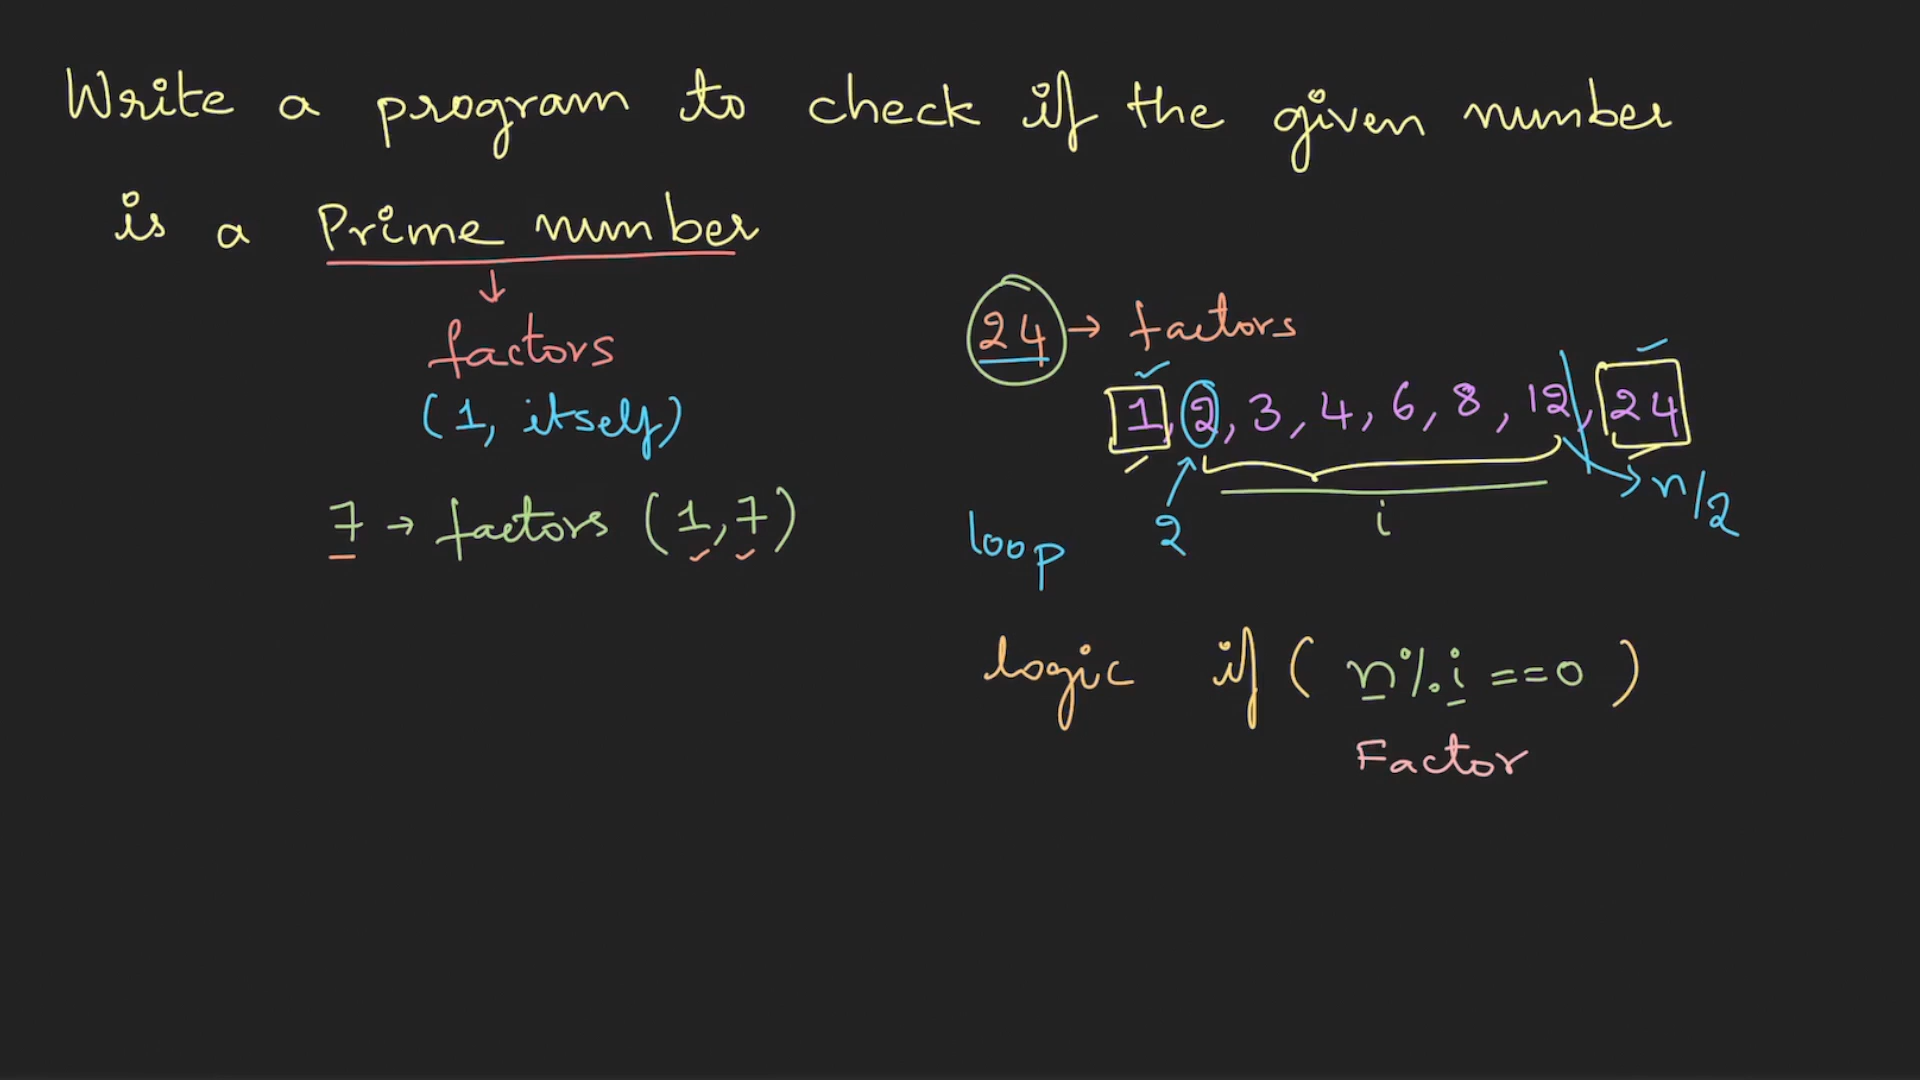 Write a program to check if the given number
is a Prime number
↓
factors
(1, itself)
7 → factors (1, 7)
24 → factors
1, 2, 3, 4, 6, 8, 12, 24
n/2
i
loop 2
logic if ( n % i == 0 )
Factor